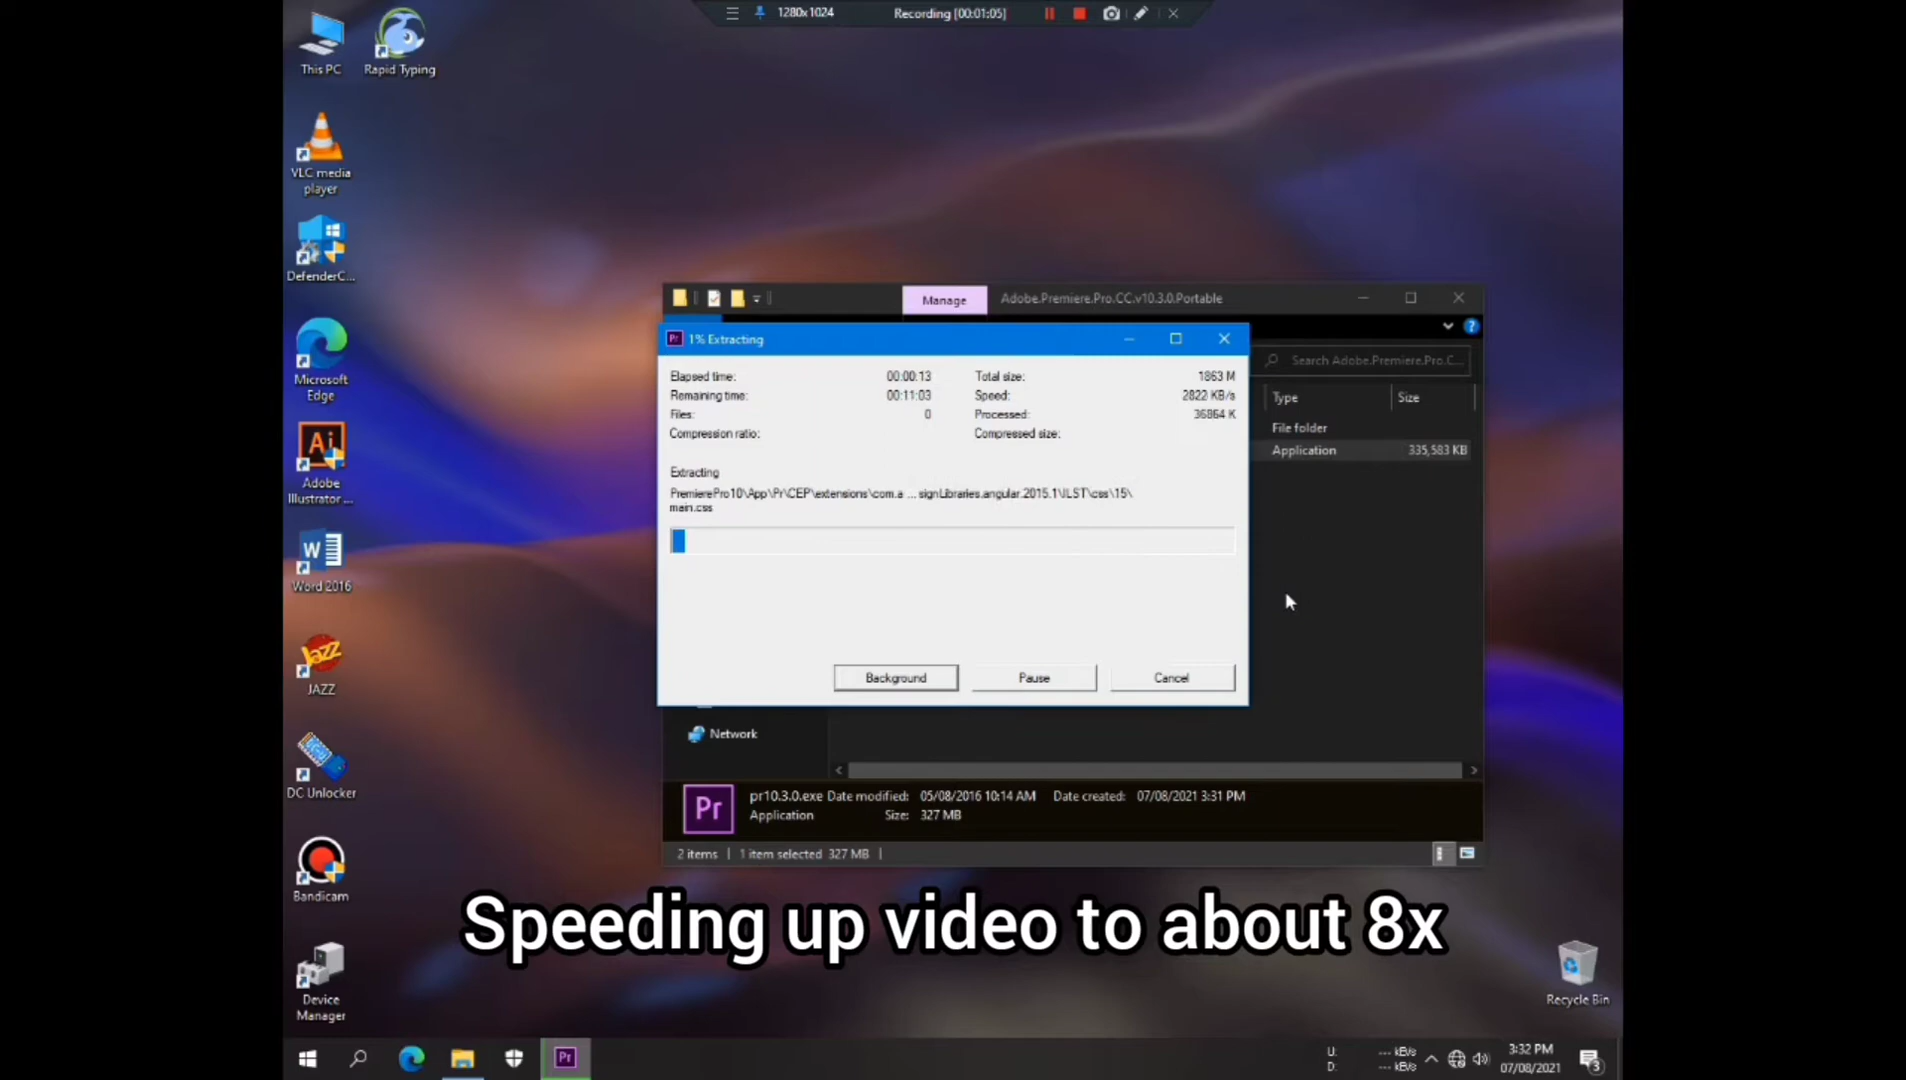 1280x1024
Recording [00:01:05]
This PC
Rapid Typing
VLC media
player
DefenderC...
Microsoft
Edge
Adobe
Illustrator ...
Word 2016
JAZZ
DC Unlocker
Bandicam
Device
Manager
Manage
Adobe.Premiere.Pro.CC.v10.3.0.Portable
Search Adobe.Premiere.Pro.C...
Type
Size
File folder
Application
335,583 KB
1% Extracting
Elapsed time: 00:00:13
Total size: 1863 M
Remaining time: 00:11:03
Speed: 2822 KB/s
Files: 0
Processed: 36864 K
Compression ratio:
Compressed size:
Extracting
PremierePro10\App\Pr\CEP\extensions\com.a ... signLibraries.angular.2015.1\ILST\css\15\
main.css
Background
Pause
Cancel
Network
Pr
pr10.3.0.exe Date modified: 05/08/2016 10:14 AM Date created: 07/08/2021 3:31 PM
Application Size: 327 MB
2 items 1 item selected 327 MB
Speeding up video to about 8x
Recycle Bin
U: --- kB/s
D: --- kB/s
3:32 PM
07/08/2021
3